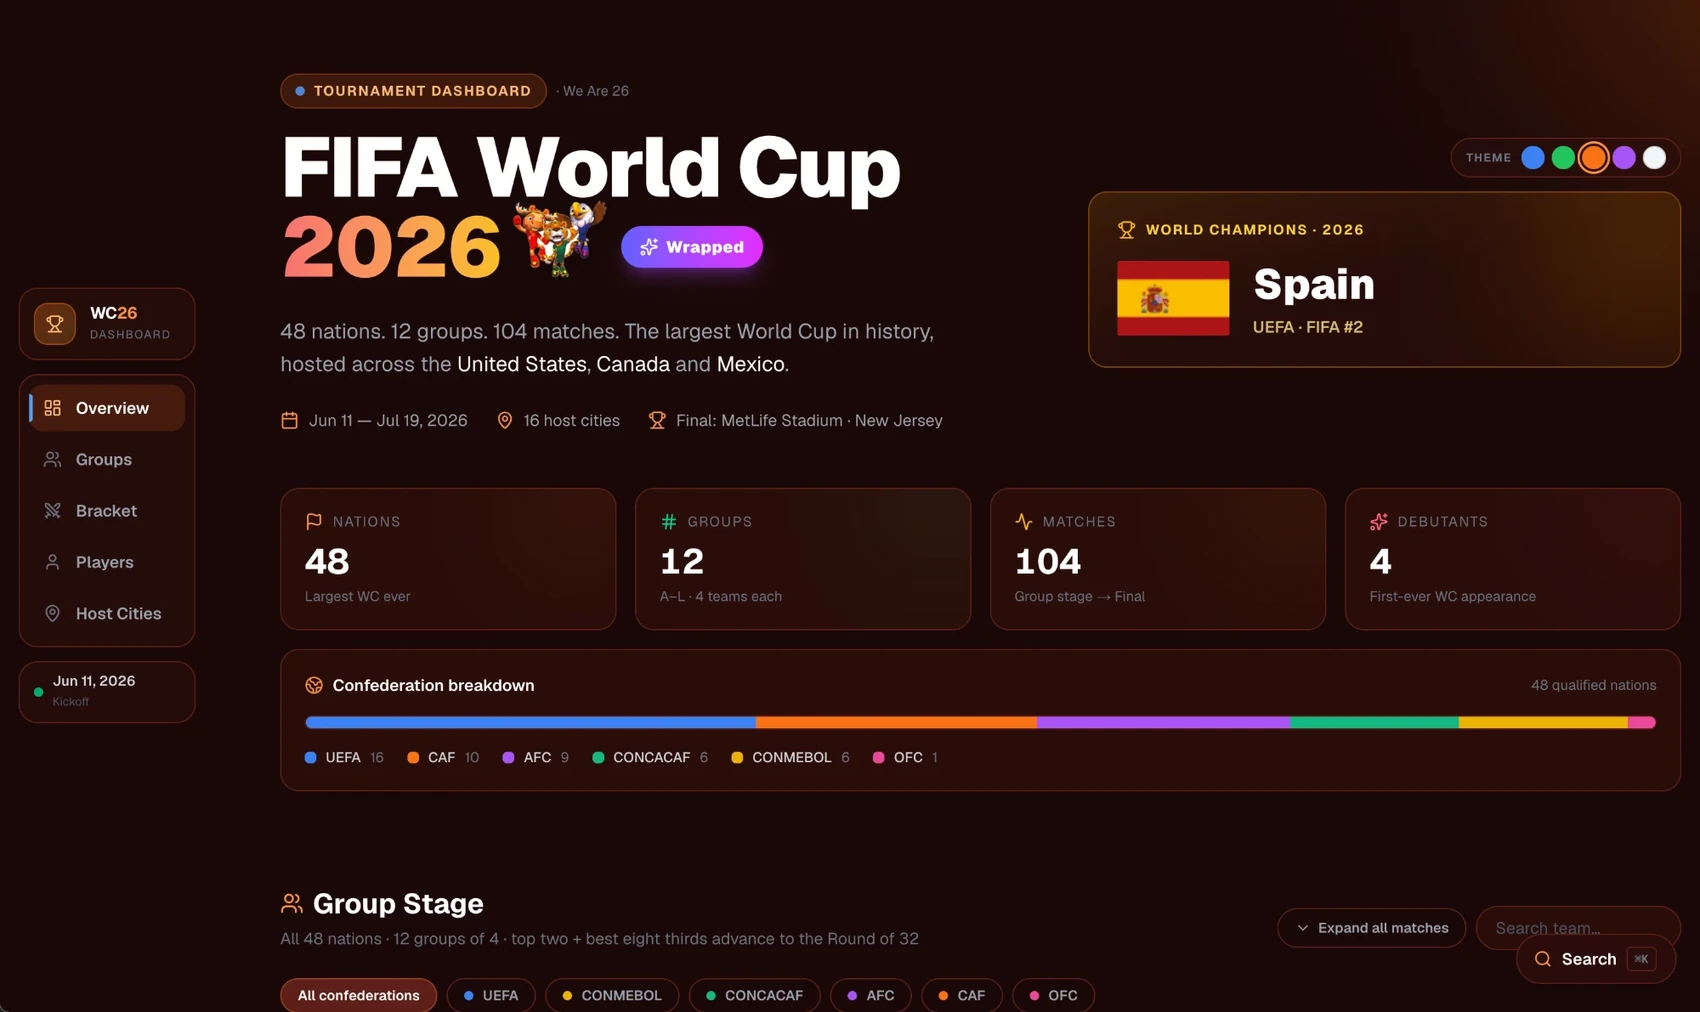 TOURNAMENT DASHBOARD · We Are 26
FIFA World Cup
2026
Wrapped
48 nations. 12 groups. 104 matches. The largest World Cup in history,
hosted across the United States, Canada and Mexico.
Jun 11 — Jul 19, 2026
16 host cities
Final: MetLife Stadium · New Jersey
THEME
WORLD CHAMPIONS · 2026
Spain
UEFA · FIFA #2
WC26
DASHBOARD
Overview
Groups
Bracket
Players
Host Cities
Jun 11, 2026
Kickoff
NATIONS
48
Largest WC ever
GROUPS
12
A–L · 4 teams each
MATCHES
104
Group stage → Final
DEBUTANTS
4
First-ever WC appearance
Confederation breakdown
48 qualified nations
UEFA 16
CAF 10
AFC 9
CONCACAF 6
CONMEBOL 6
OFC 1
Group Stage
All 48 nations · 12 groups of 4 · top two + best eight thirds advance to the Round of 32
Expand all matches
Search team...
Search ⌘K
All confederations
UEFA
CONMEBOL
CONCACAF
AFC
CAF
OFC